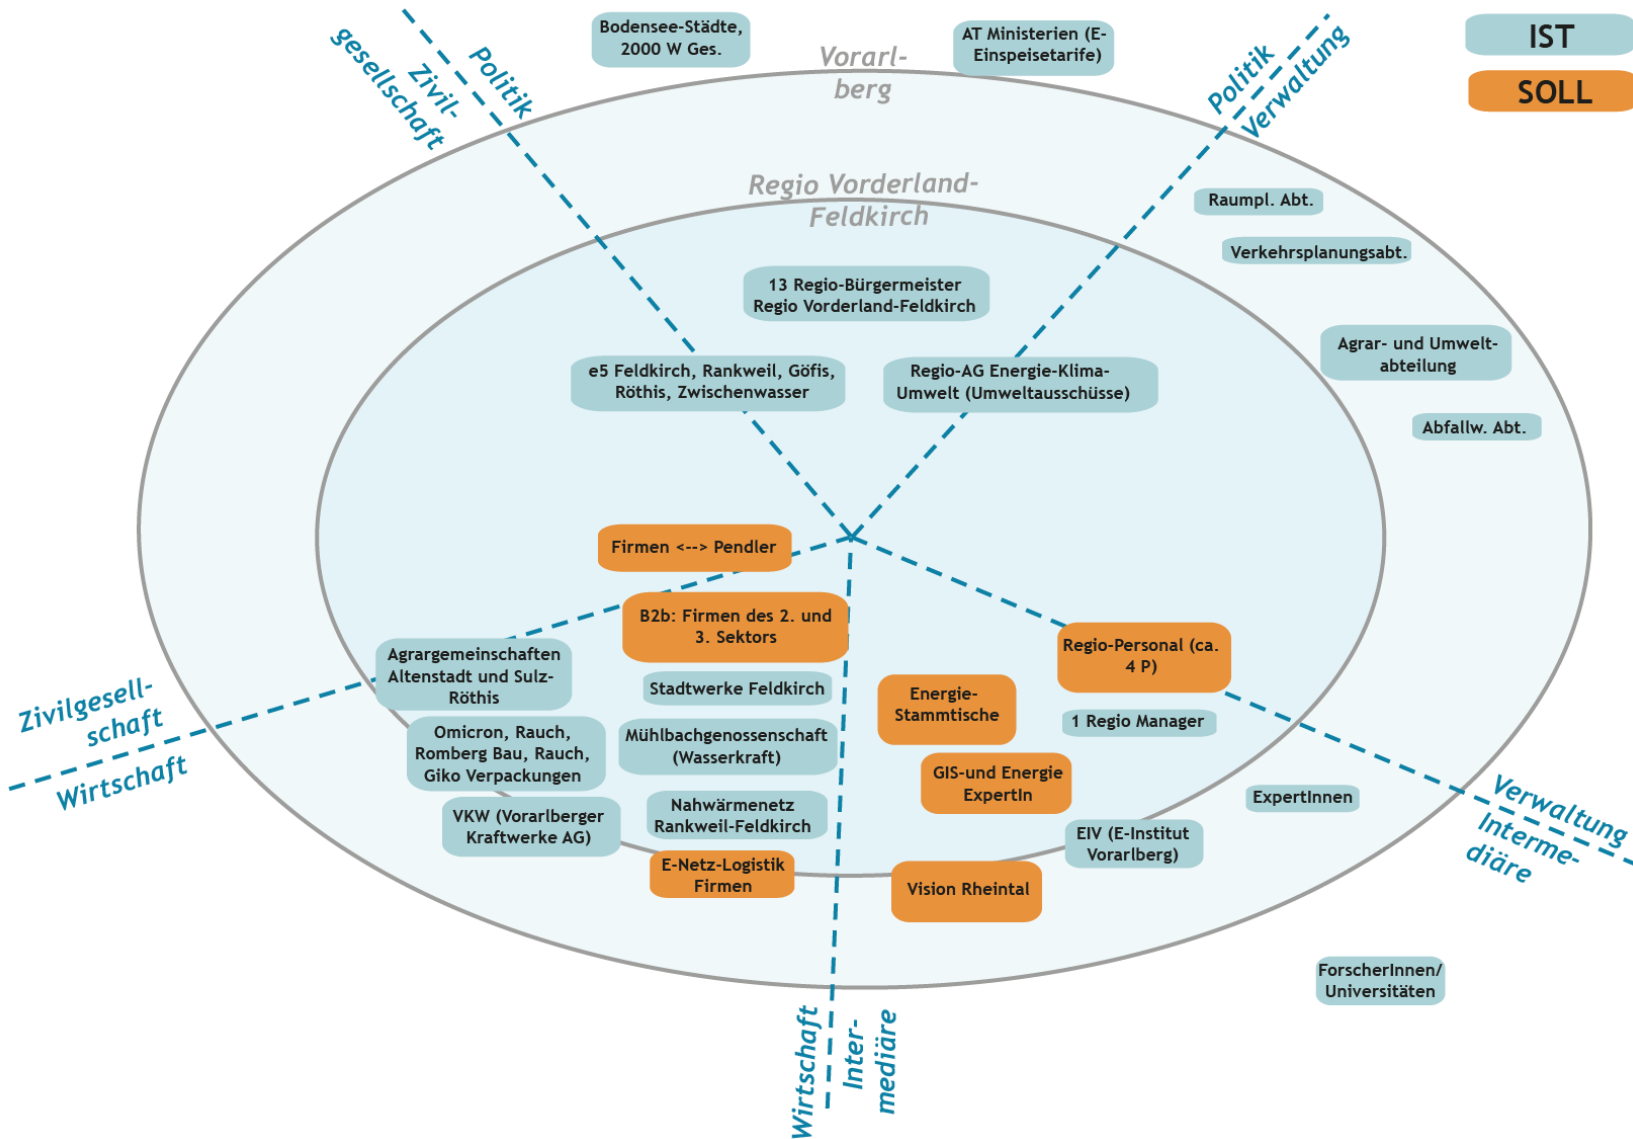 Bodensee-Städte,
2000 W Ges.
AT Ministerien (E-
Einspeisetarife)
IST
SOLL
Politik
Zivil-
gesellschaft
Vorarl-
berg
Politik
Verwaltung
Regio Vorderland-
Feldkirch
Raumpl. Abt.
Verkehrsplanungsabt.
13 Regio-Bürgermeister
Regio Vorderland-Feldkirch
Agrar- und Umwelt-
abteilung
e5 Feldkirch, Rankweil, Göfis,
Röthis, Zwischenwasser
Regio-AG Energie-Klima-
Umwelt (Umweltausschüsse)
Abfallw. Abt.
Firmen <--> Pendler
B2b: Firmen des 2. und
3. Sektors
Regio-Personal (ca.
4 P)
Agrargemeinschaften
Altenstadt und Sulz-
Röthis
Stadtwerke Feldkirch
Energie-
Stammtische
1 Regio Manager
Zivilgesell-
schaft
Wirtschaft
Omicron, Rauch,
Romberg Bau, Rauch,
Giko Verpackungen
Mühlbachgenossenschaft
(Wasserkraft)
GIS-und Energie
ExpertIn
ExpertInnen
Verwaltung
Interme-
diäre
VKW (Vorarlberger
Kraftwerke AG)
Nahwärmenetz
Rankweil-Feldkirch
EIV (E-Institut
Vorarlberg)
E-Netz-Logistik
Firmen
Vision Rheintal
ForscherInnen/
Universitäten
Wirtschaft
Inter-
mediäre